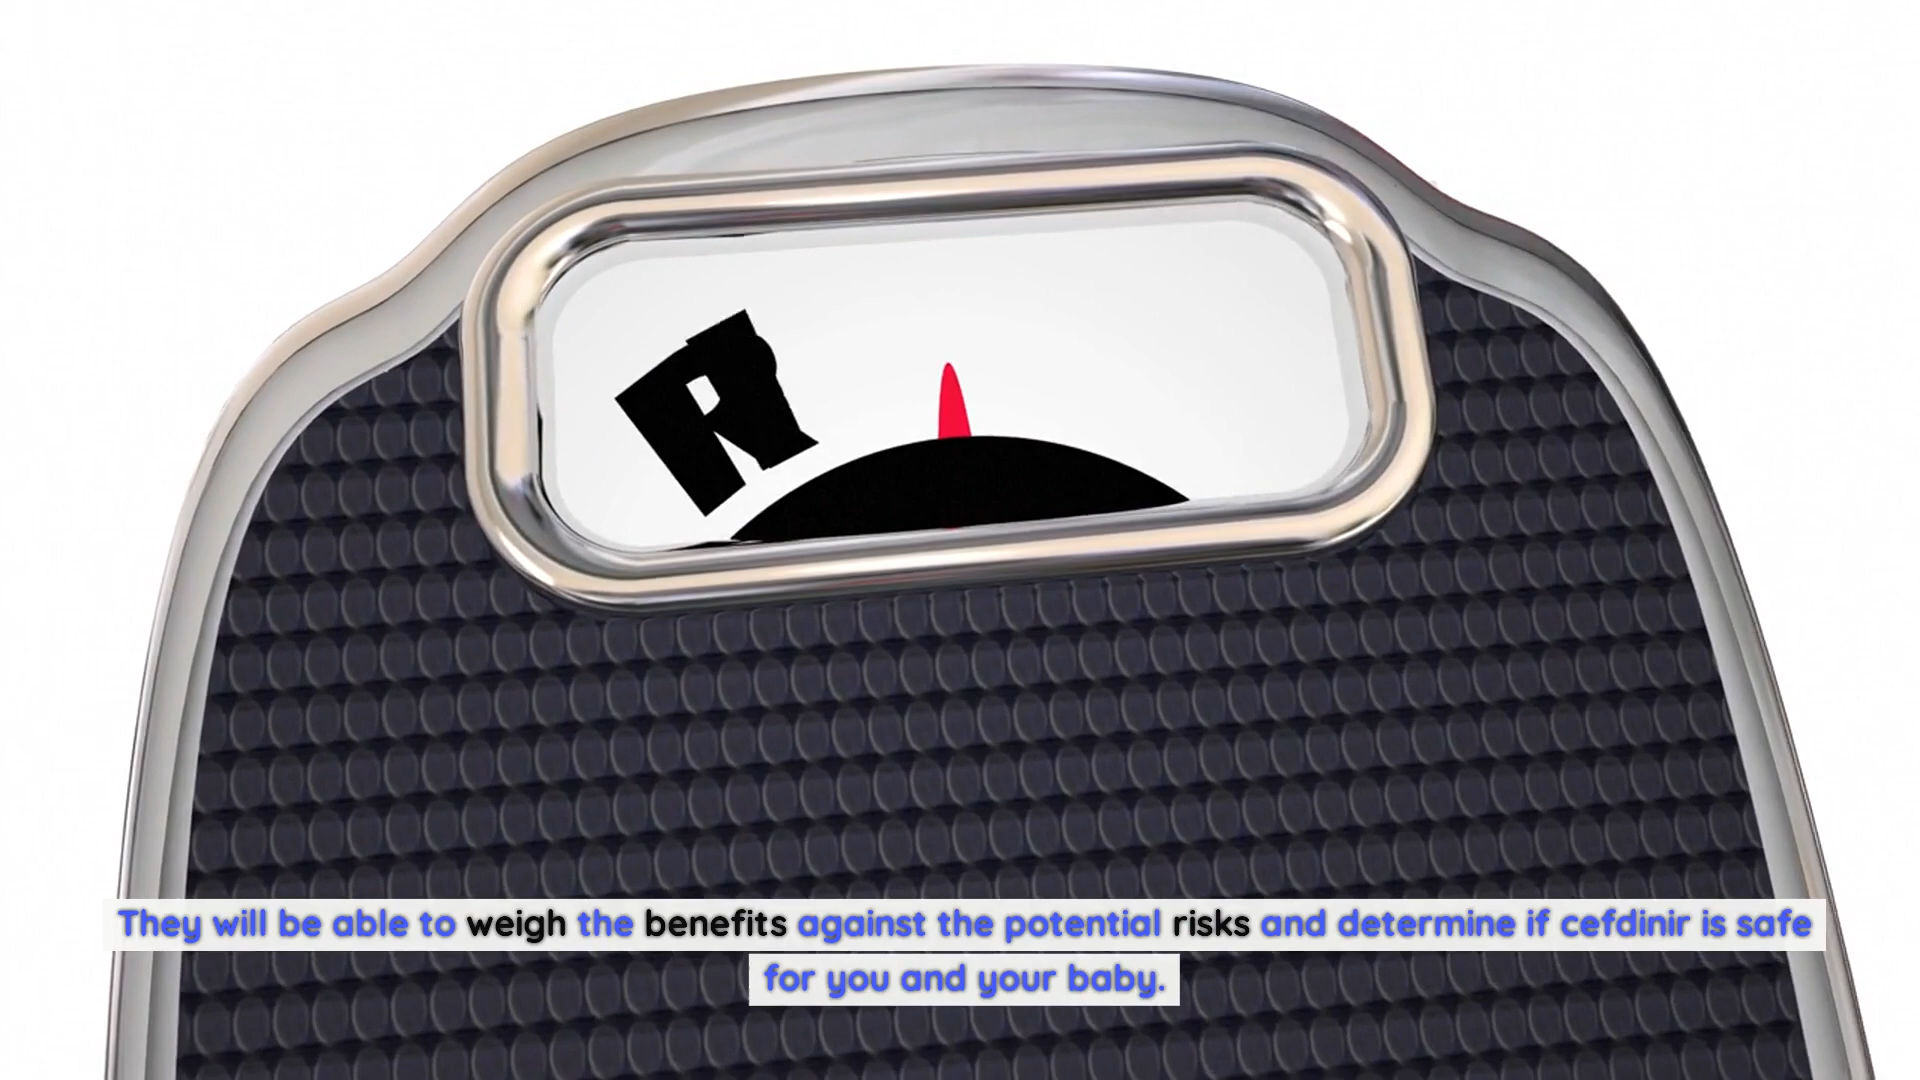 R
They will be able to weigh the benefits against the potential risks and determine if cefdinir is safe
for you and your baby.